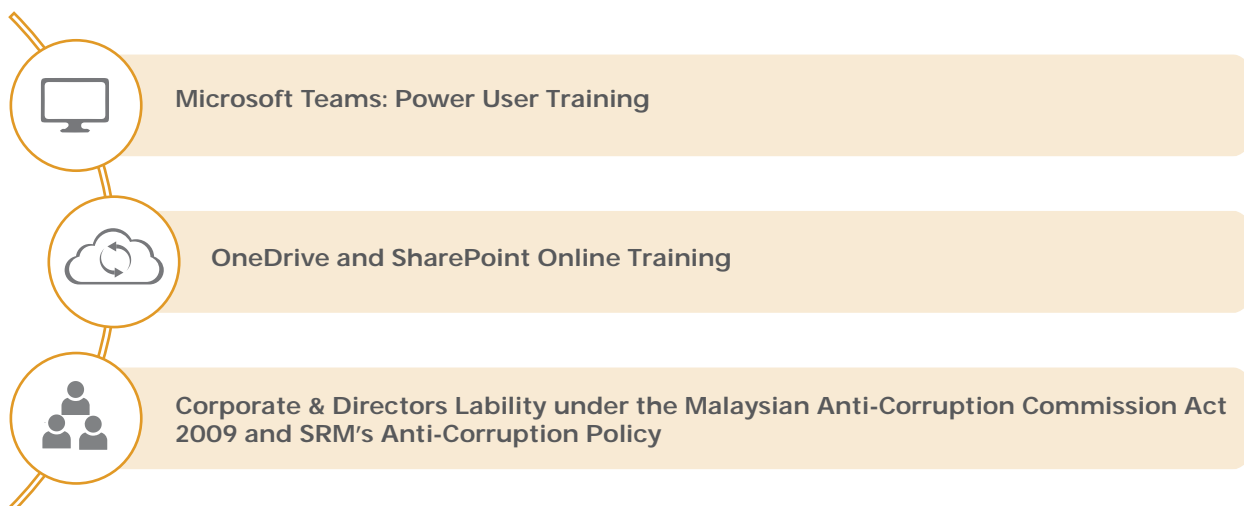 Microsoft Teams: Power User Training
OneDrive and SharePoint Online Training
Corporate & Directors Lability under the Malaysian Anti-Corruption Commission Act
2009 and SRM's Anti-Corruption Policy